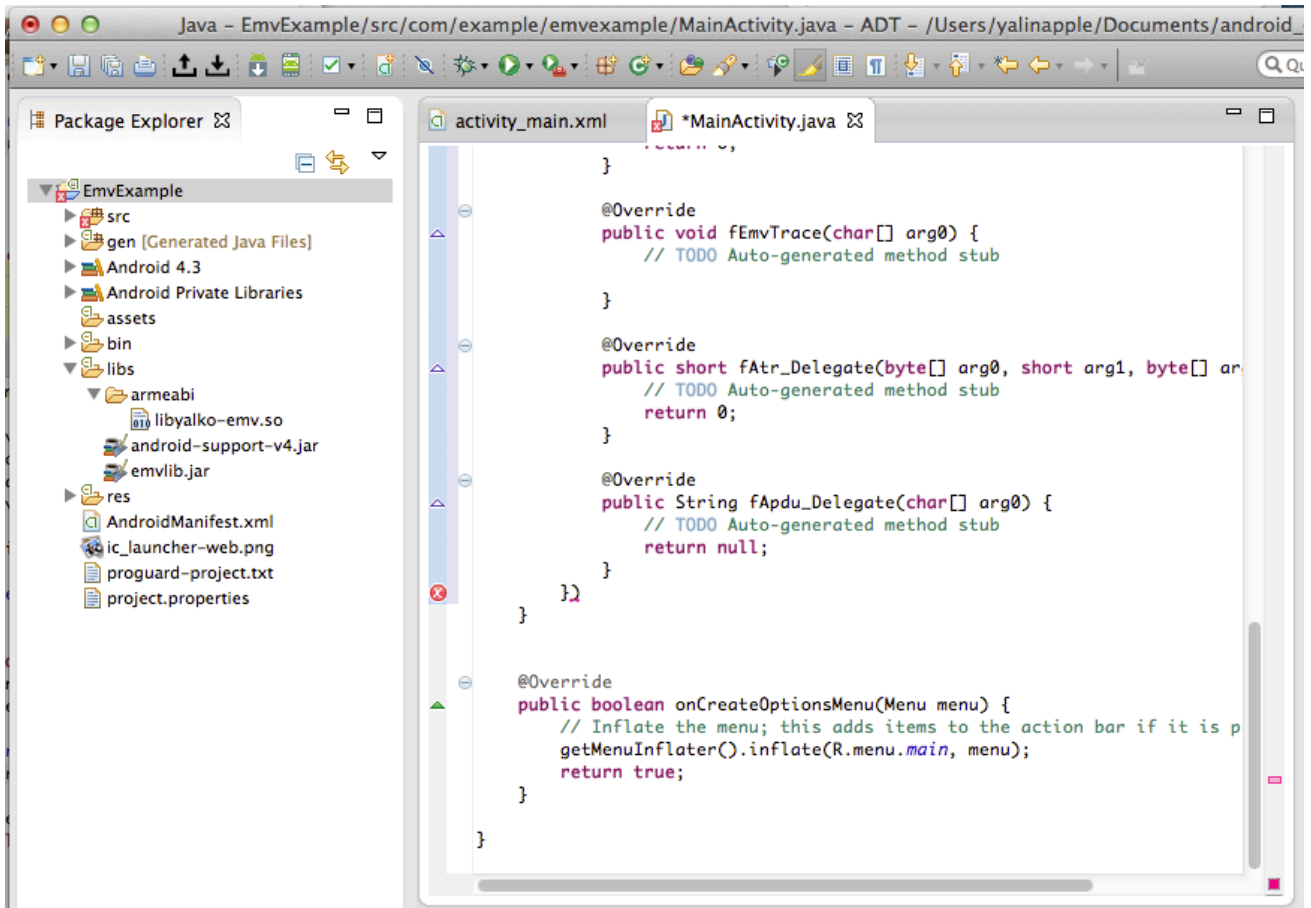 Java – EmvExample/src/com/example/emvexample/MainActivity.java – ADT – /Users/yalinapple/Documents/android_
Qu
Package Explorer
activity_main.xml
*MainActivity.java
EmvExample
src
gen [Generated Java Files]
Android 4.3
Android Private Libraries
assets
bin
libs
armeabi
libyalko-emv.so
android-support-v4.jar
emvlib.jar
res
AndroidManifest.xml
ic_launcher-web.png
proguard-project.txt
project.properties
return 0;
}
@Override
public void fEmvTrace(char[] arg0) {
// TODO Auto-generated method stub
}
@Override
public short fAtr_Delegate(byte[] arg0, short arg1, byte[] ar
// TODO Auto-generated method stub
return 0;
}
@Override
public String fApdu_Delegate(char[] arg0) {
// TODO Auto-generated method stub
return null;
}
})
}
@Override
public boolean onCreateOptionsMenu(Menu menu) {
// Inflate the menu; this adds items to the action bar if it is p
getMenuInflater().inflate(R.menu.main, menu);
return true;
}
}